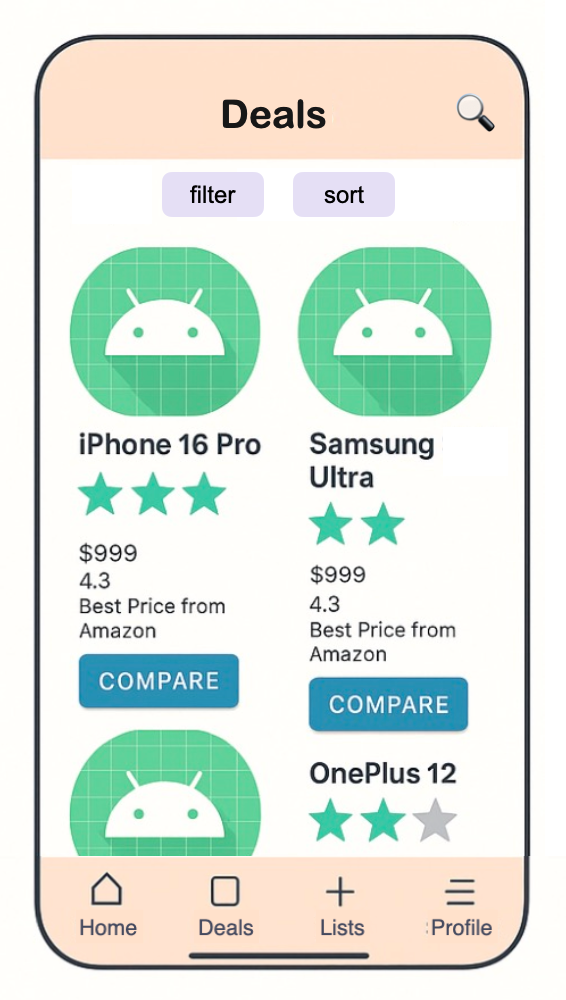 Deals
filter
sort
iPhone 16 Pro
$999
4.3
Best Price from
Amazon
COMPARE
Samsung
Ultra
$999
4.3
Best Price from
Amazon
COMPARE
OnePlus 12
Home
Deals
Lists
Profile